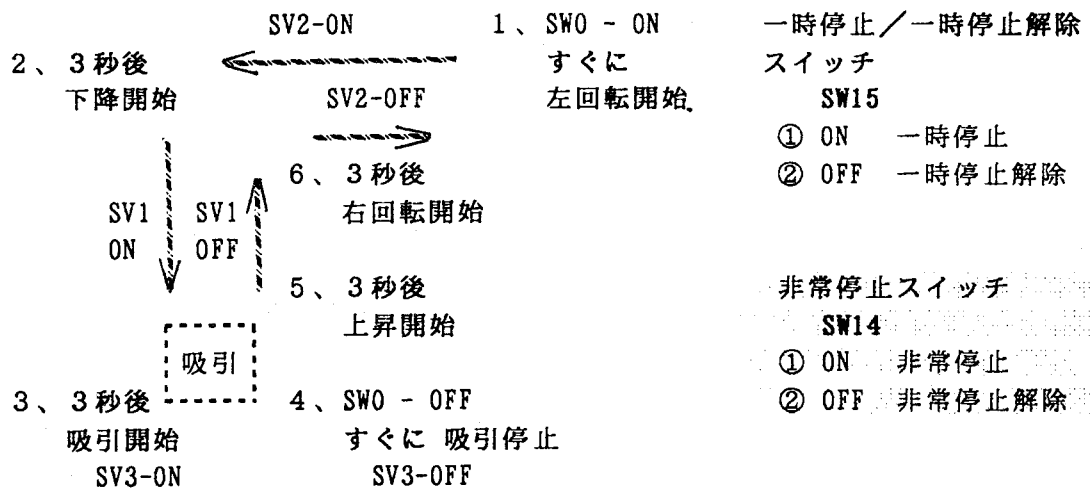 SV2-ON
1、SW0 - ON
すぐに
左回転開始
2、3秒後
下降開始
SV2-OFF
6、3秒後
右回転開始
SV1
ON
SV1
OFF
5、3秒後
上昇開始
吸引
3、3秒後
吸引開始
SV3-ON
4、SW0 - OFF
すぐに 吸引停止
SV3-OFF
一時停止／一時停止解除
スイッチ
SW15
① ON 一時停止
② OFF 一時停止解除
非常停止スイッチ
SW14
① ON 非常停止
② OFF 非常停止解除